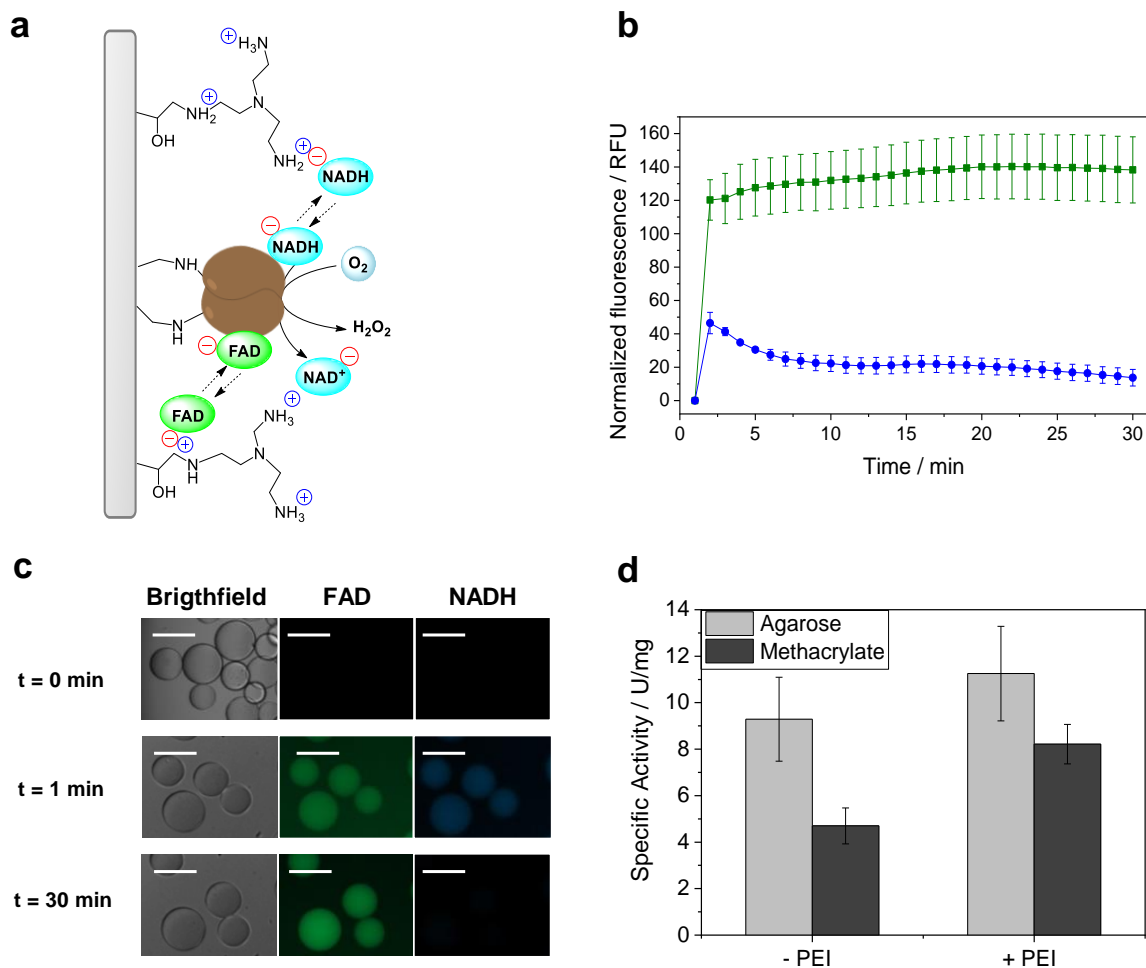 a
H₃N
NH₂
OH
N
NH₂
NADH
NADH
NH
O₂
N
H
H₂O₂
FAD
NAD⁺
FAD
NH₃
N
H
N
OH
NH₃
b
Normalized fluorescence / RFU
160
140
120
100
80
60
40
20
0
0 5 10 15 20 25 30
Time / min
c
Brigthfield FAD NADH
t = 0 min
t = 1 min
t = 30 min
d
Specific Activity / U/mg
14
12
10
8
6
4
2
0
Agarose
Methacrylate
- PEI + PEI